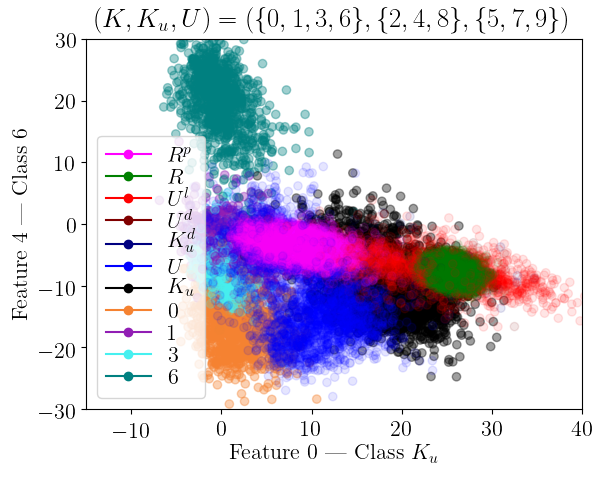 (K, K_u, U) = ({0, 1, 3, 6}, {2, 4, 8}, {5, 7, 9})
Feature 4 — Class 6
30
20
10
0
−10
−20
−30
R^p
R
U^l
U^d
K_u^d
U
K_u
0
1
3
6
−10 0 10 20 30 40
Feature 0 — Class K_u